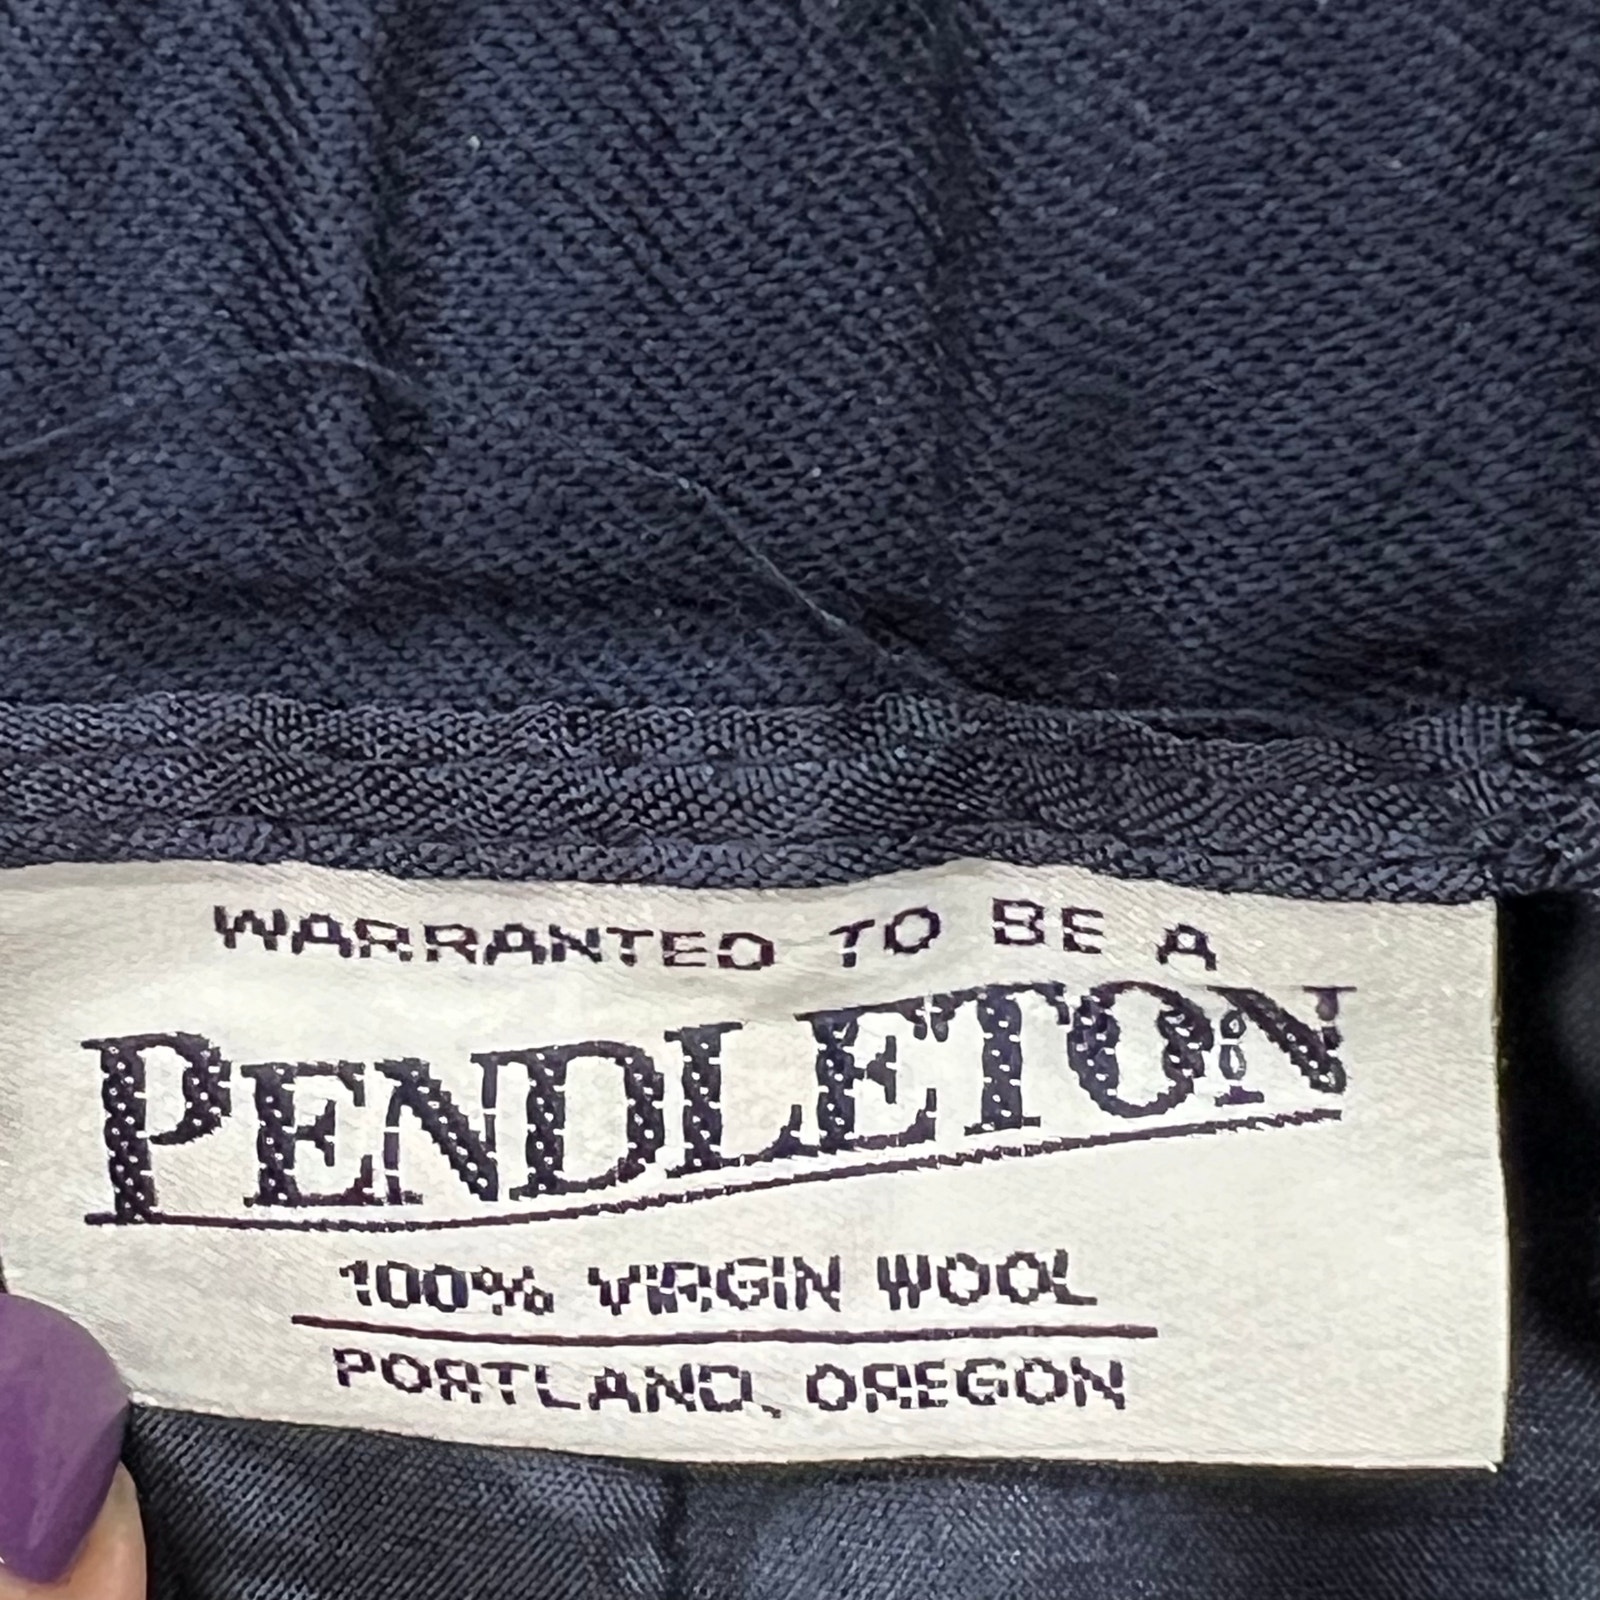 WARRANTED TO BE A
PENDLETON
100% VIRGIN WOOL
PORTLAND, OREGON